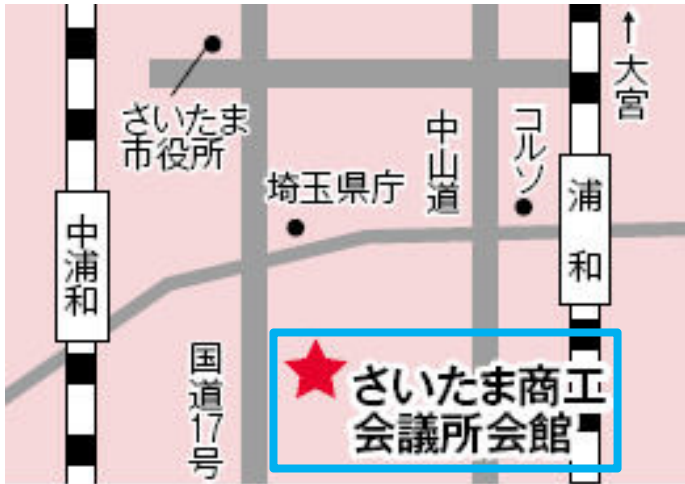 ↑大宮
さいたま
市役所
中山道
コルソ
埼玉県庁
浦和
中浦和
国道17号
さいたま商工
会議所会館